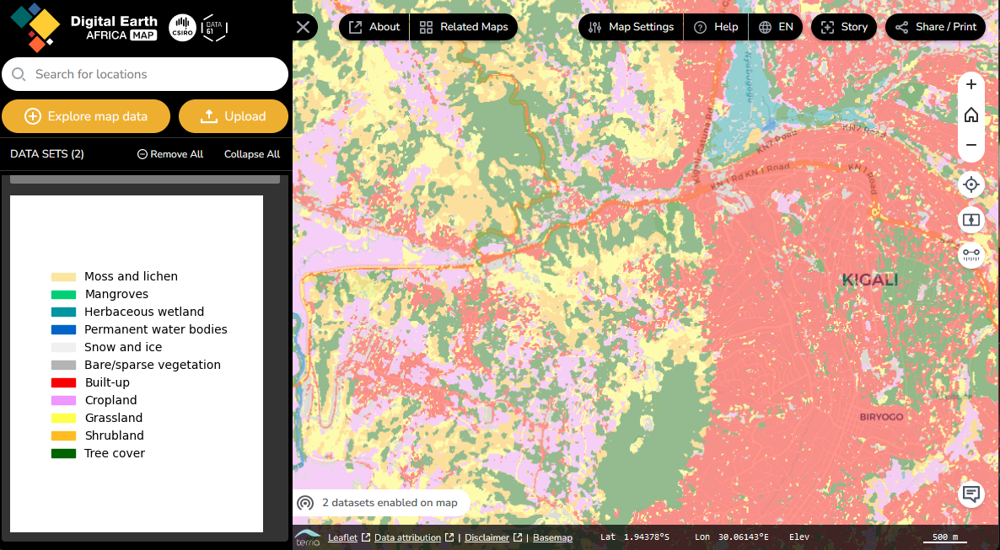 Digital Earth
AFRICA MAP
CSIRO
DATA
61
About
Related Maps
Map Settings
Help
EN
Story
Share / Print
Search for locations
Explore map data
Upload
DATA SETS (2)
Remove All
Collapse All
Moss and lichen
Mangroves
Herbaceous wetland
Permanent water bodies
Snow and ice
Bare/sparse vegetation
Built-up
Cropland
Grassland
Shrubland
Tree cover
Nyabugogo
KN7 Road
KN7 Road
KN 1 Rd
KN 1 Road
KN 1 Road
KIGALI
BIRYOGO
2 datasets enabled on map
terria
Leaflet | Data attribution | Disclaimer | Basemap
Lat 1.94378°S Lon 30.06143°E Elev
500 m